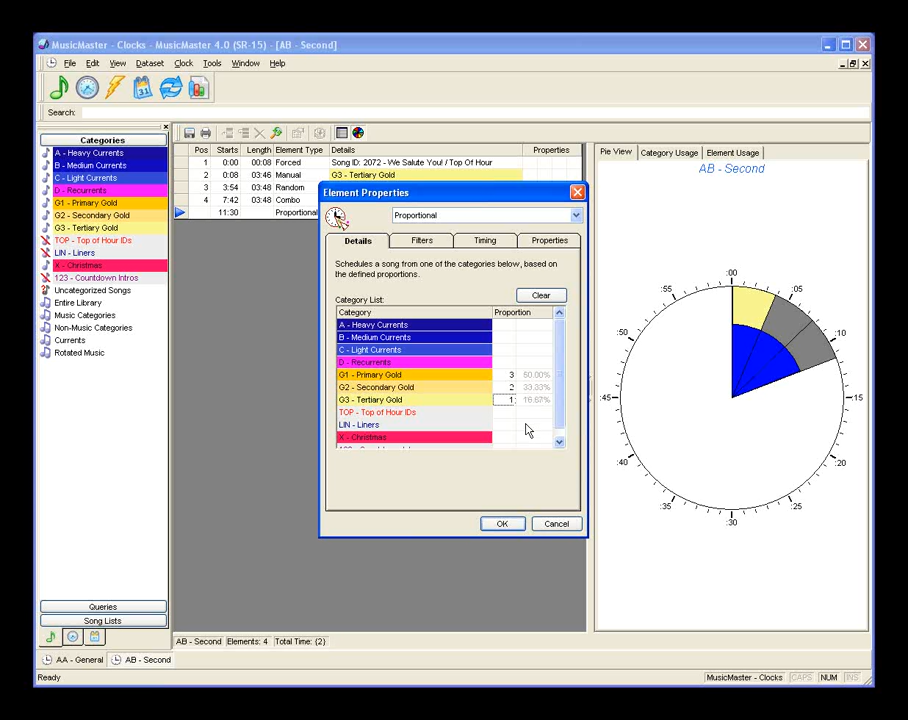 MusicMaster - Clocks - MusicMaster 4.0 (SR-15) - [AB - Second]
File Edit View Dataset Clock Tools Window Help
31
Search:
Categories
A - Heavy Currents
B - Medium Currents
C - Light Currents
D - Recurrents
G1 - Primary Gold
G2 - Secondary Gold
G3 - Tertiary Gold
TOP - Top of Hour IDs
LIN - Liners
X - Christmas
123 - Countdown Intros
Uncategorized Songs
Entire Library
Music Categories
Non-Music Categories
Currents
Rotated Music
Queries
Song Lists
Pos Starts Length Element Type Details Properties
1 0:00 00:08 Forced Song ID: 2072 - We Salute You! / Top Of Hour
2 0:08 03:46 Manual G3 - Tertiary Gold
3 3:54 03:48 Random
4 7:42 03:48 Combo
11:30 Proportional
Element Properties
Proportional
Details Filters Timing Properties
Schedules a song from one of the categories below, based on
the defined proportions.
Clear
Category List:
Category Proportion
A - Heavy Currents
B - Medium Currents
C - Light Currents
D - Recurrents
G1 - Primary Gold 3 50.00%
G2 - Secondary Gold 2 33.33%
G3 - Tertiary Gold 1 16.67%
TOP - Top of Hour IDs
LIN - Liners
X - Christmas
OK Cancel
Pie View Category Usage Element Usage
AB - Second
:00
:05
:10
:15
:20
:25
:30
:35
:40
:45
:50
:55
AB - Second Elements: 4 Total Time: {2}
AA - General AB - Second
Ready MusicMaster - Clocks CAPS NUM INS